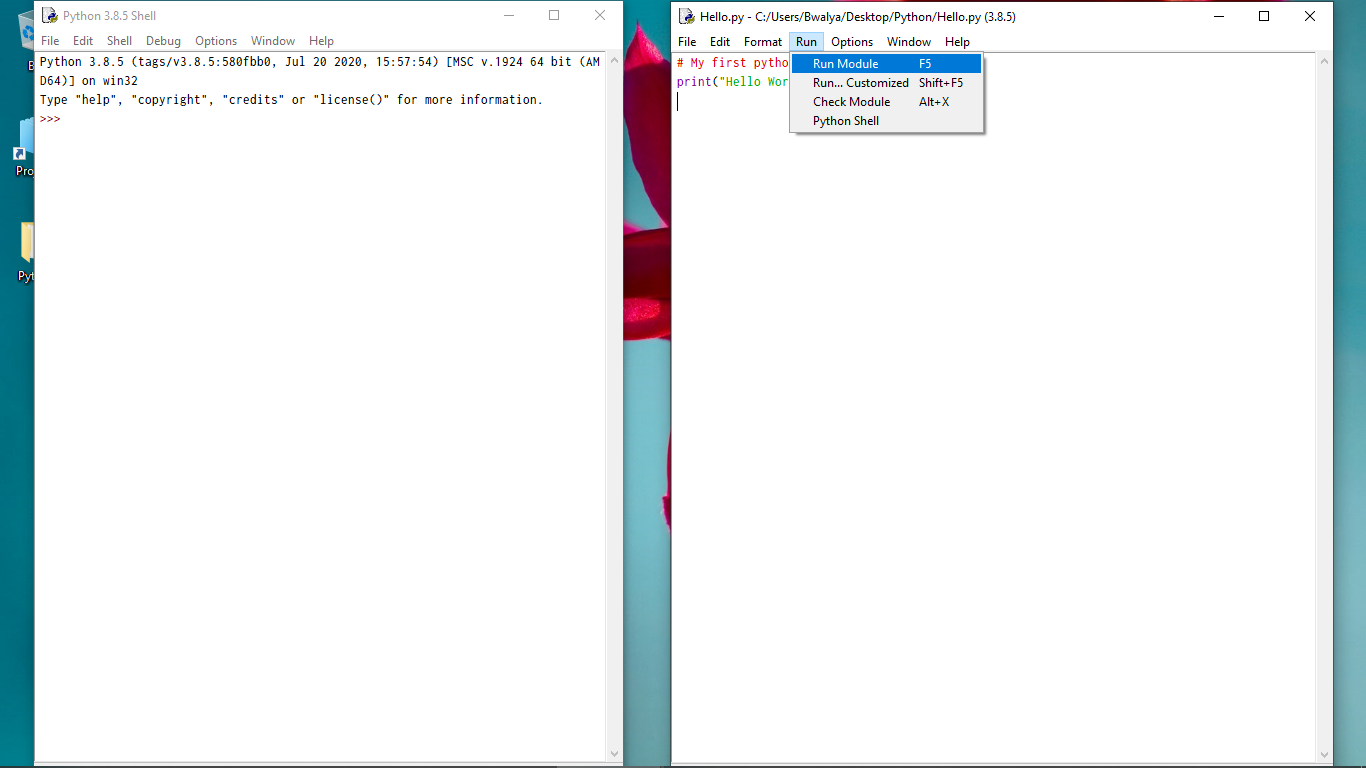 Python 3.8.5 Shell
File Edit Shell Debug Options Window Help
Python 3.8.5 (tags/v3.8.5:580fbb0, Jul 20 2020, 15:57:54) [MSC v.1924 64 bit (AM
D64)] on win32
Type "help", "copyright", "credits" or "license()" for more information.
>>>
Hello.py - C:/Users/Bwalya/Desktop/Python/Hello.py (3.8.5)
File Edit Format Run Options Window Help
# My first pytho
print("Hello Wor
Run Module F5
Run... Customized Shift+F5
Check Module Alt+X
Python Shell